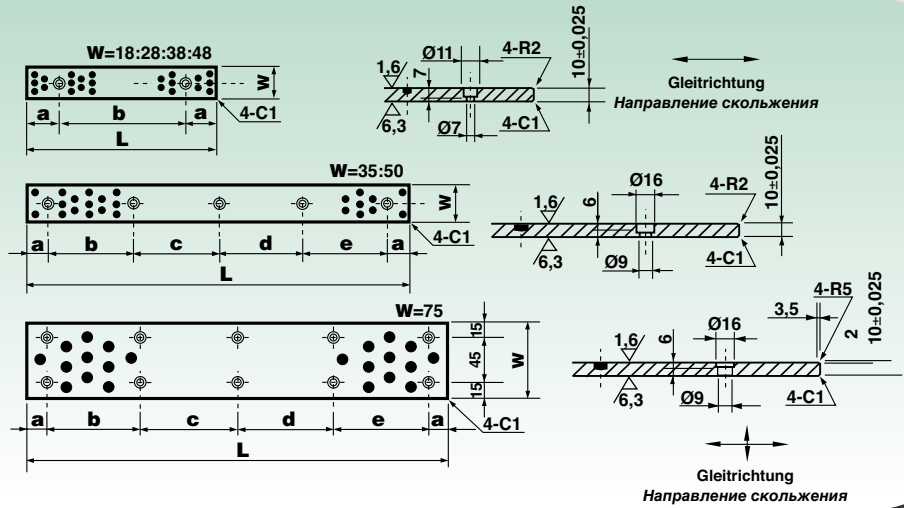 W=18:28:38:48
W
a b a
4-C1
L
Ø11
4-R2
1,6
7
10±0,025
6,3
Ø7
4-C1
Gleitrichtung
Направление скольжения
W=35:50
W
a b c d e a
4-C1
L
Ø16
4-R2
1,6
6
10±0,025
6,3
Ø9
4-C1
W=75
15
45
15
W
a b c d e a
4-C1
L
4-R5
3,5
Ø16
1,6
6
2
10±0,025
6,3
Ø9
4-C1
Gleitrichtung
Направление скольжения